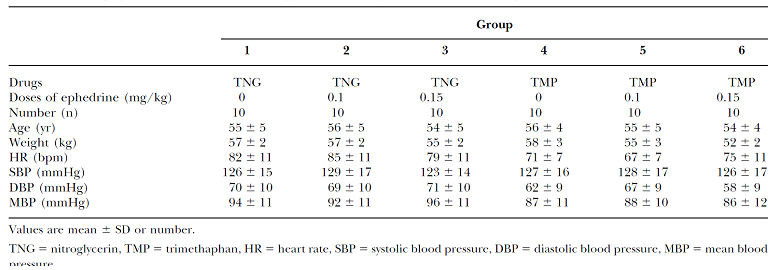 Group
1 2 3 4 5 6
Drugs TNG TNG TNG TMP TMP TMP
Doses of ephedrine (mg/kg) 0 0.1 0.15 0 0.1 0.15
Number (n) 10 10 10 10 10 10
Age (yr) 55 ± 5 56 ± 5 54 ± 5 56 ± 4 55 ± 5 54 ± 4
Weight (kg) 57 ± 2 57 ± 2 55 ± 2 58 ± 3 55 ± 3 52 ± 2
HR (bpm) 82 ± 11 85 ± 11 79 ± 11 71 ± 7 67 ± 7 75 ± 11
SBP (mmHg) 126 ± 15 129 ± 17 123 ± 14 127 ± 16 128 ± 17 126 ± 17
DBP (mmHg) 70 ± 10 69 ± 10 71 ± 10 62 ± 9 67 ± 9 58 ± 9
MBP (mmHg) 94 ± 11 92 ± 11 96 ± 11 87 ± 11 88 ± 10 86 ± 12
Values are mean ± SD or number.
TNG = nitroglycerin, TMP = trimethaphan, HR = heart rate, SBP = systolic blood pressure, DBP = diastolic blood pressure, MBP = mean blood
pressure